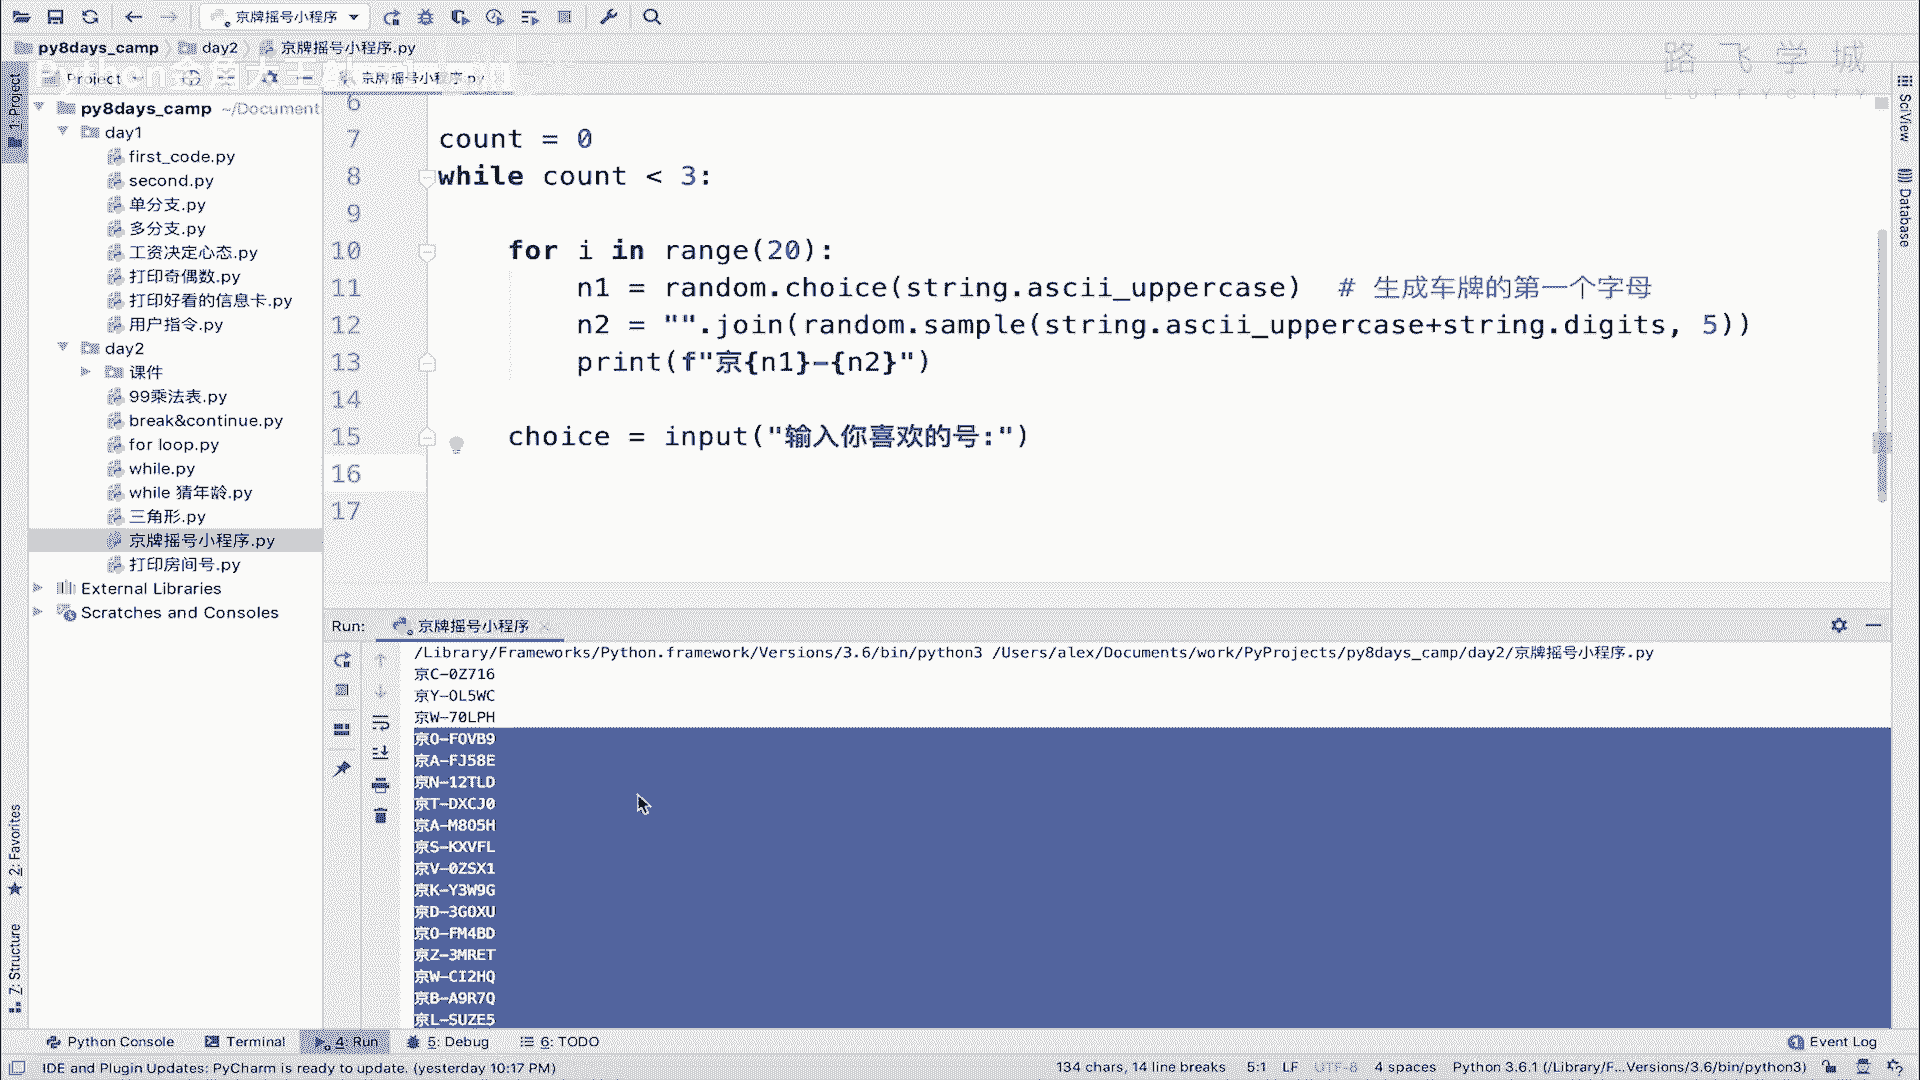 京牌摇号小程序
py8days_camp
day2
京牌摇号小程序.py
路飞学城
LUFFYCITY
Project
京牌摇号小程序.py
1: Project
py8days_camp ~/Document
day1
first_code.py
second.py
单分支.py
多分支.py
工资决定心态.py
打印奇偶数.py
打印好看的信息卡.py
用户指令.py
day2
课件
99乘法表.py
break&continue.py
for loop.py
while.py
while 猜年龄.py
三角形.py
京牌摇号小程序.py
打印房间号.py
External Libraries
Scratches and Consoles
6
7 count = 0
8 while count < 3:
9
10 for i in range(20):
11 n1 = random.choice(string.ascii_uppercase) # 生成车牌的第一个字母
12 n2 = "".join(random.sample(string.ascii_uppercase+string.digits, 5))
13 print(f"京{n1}-{n2}")
14
15 choice = input("输入你喜欢的号:")
16
17
SciView
Database
Run: 京牌摇号小程序
/Library/Frameworks/Python.framework/Versions/3.6/bin/python3 /Users/alex/Documents/work/PyProjects/py8days_camp/day2/京牌摇号小程序.py
京C-0Z716
京Y-OL5WC
京W-70LPH
京O-FOVB9
京A-FJ58E
京N-12TLD
京T-DXCJ0
京A-M805H
京S-KXVFL
京V-0ZSX1
京K-Y3W9G
京D-3G0XU
京O-FM4BD
京Z-3MRET
京W-CI2HQ
京B-A9R7Q
京L-SUZE5
2: Favorites
7: Structure
Python Console
Terminal
4: Run
5: Debug
6: TODO
Event Log
IDE and Plugin Updates: PyCharm is ready to update. (yesterday 10:17 PM)
134 chars, 14 line breaks
5:1
LF
UTF-8
4 spaces
Python 3.6.1 (/Library/F...Versions/3.6/bin/python3)